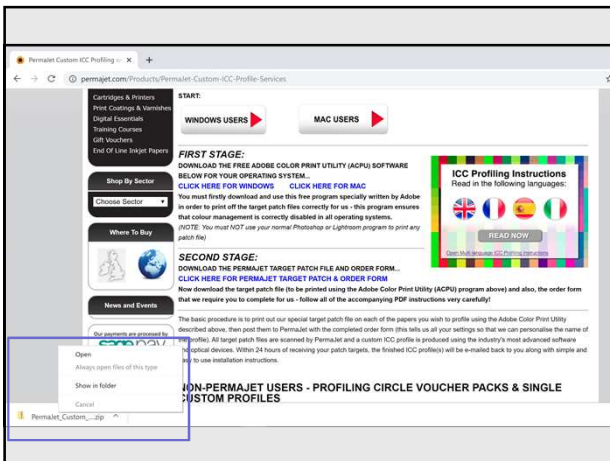 PermaJet Custom ICC Profiling se
permajet.com/Products/PermaJet-Custom-ICC-Profile-Services
Cartridges & Printers
Print Coatings & Varnishes
Digital Essentials
Training Courses
Gift Vouchers
End Of Line Inkjet Papers
Shop By Sector
Choose Sector
Where To Buy
News and Events
Our payments are processed by
sage pay
START:
WINDOWS USERS
MAC USERS
FIRST STAGE:
DOWNLOAD THE FREE ADOBE COLOR PRINT UTILITY (ACPU) SOFTWARE
BELOW FOR YOUR OPERATING SYSTEM...
CLICK HERE FOR WINDOWS CLICK HERE FOR MAC
You must firstly download and use this free program specially written by Adobe
in order to print off the target patch files correctly for us - this program ensures
that colour management is correctly disabled in all operating systems.
(NOTE: You must NOT use your normal Photoshop or Lightroom program to print any
patch file)
ICC Profiling Instructions
Read in the following languages:
READ NOW
Open Multi-language ICC Profiling instructions
SECOND STAGE:
DOWNLOAD THE PERMAJET TARGET PATCH FILE AND ORDER FORM...
CLICK HERE FOR PERMAJET TARGET PATCH & ORDER FORM
Now download the target patch file (to be printed using the Adobe Color Print Utility (ACPU) program above) and also, the order form
that we require you to complete for us - follow all of the accompanying PDF instructions very carefully!
The basic procedure is to print out our special target patch file on each of the papers you wish to profile using the Adobe Color Print Utility
described above, then post them to PermaJet with the completed order form (this tells us all your settings so that we can personalise the name of
the profile). All target patch files are scanned by PermaJet and a custom ICC profile is produced using the industry's most advanced software
and optical devices. Within 24 hours of receiving your patch targets, the finished ICC profile(s) will be e-mailed back to you along with simple and
easy to use installation instructions.
NON-PERMAJET USERS - PROFILING CIRCLE VOUCHER PACKS & SINGLE
CUSTOM PROFILES
Open
Always open files of this type
Show in folder
Cancel
PermaJet_Custom_....zip